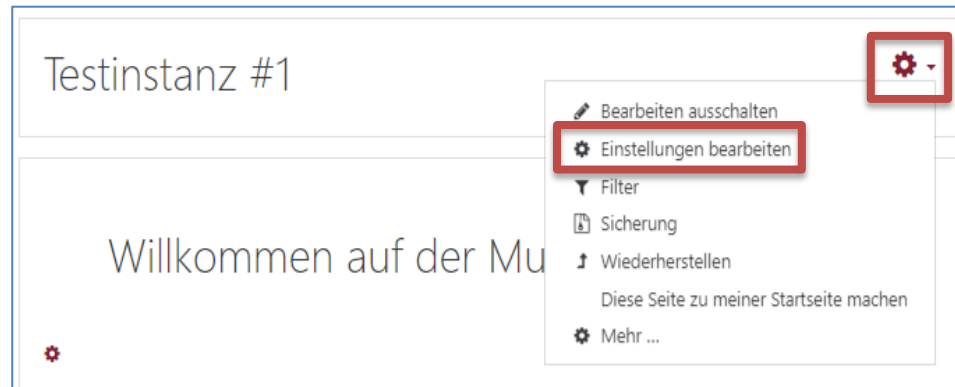 Testinstanz #1
Bearbeiten ausschalten
Einstellungen bearbeiten
Filter
Sicherung
Willkommen auf der Mu
Wiederherstellen
Diese Seite zu meiner Startseite machen
Mehr ...